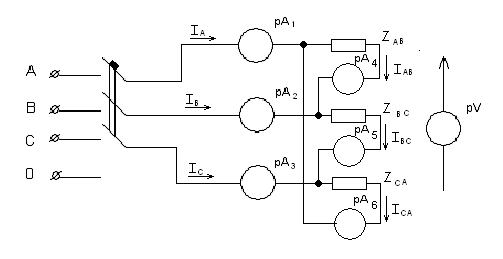 I_A pA₁
Z_AB
A
pA₄ I_AB
I_B pA₂
B
Z_BC
pV
C
pA₅ I_BC
I_C pA₃
0
Z_CA
pA₆ I_CA